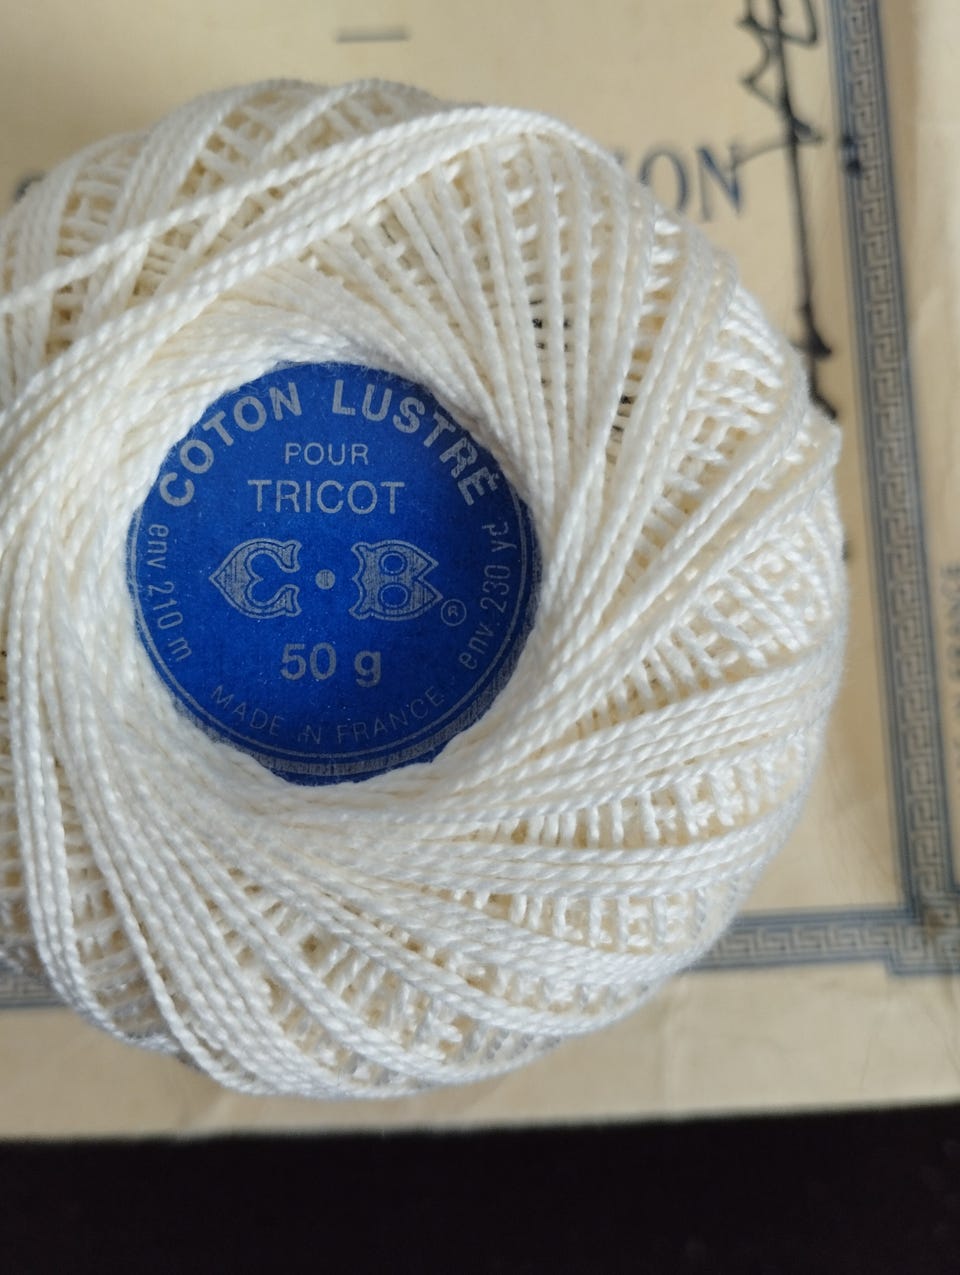 COTON LUSTRÉ
POUR
TRICOT
C·B®
50 g
env 210 m
env. 230 yd
MADE IN FRANCE